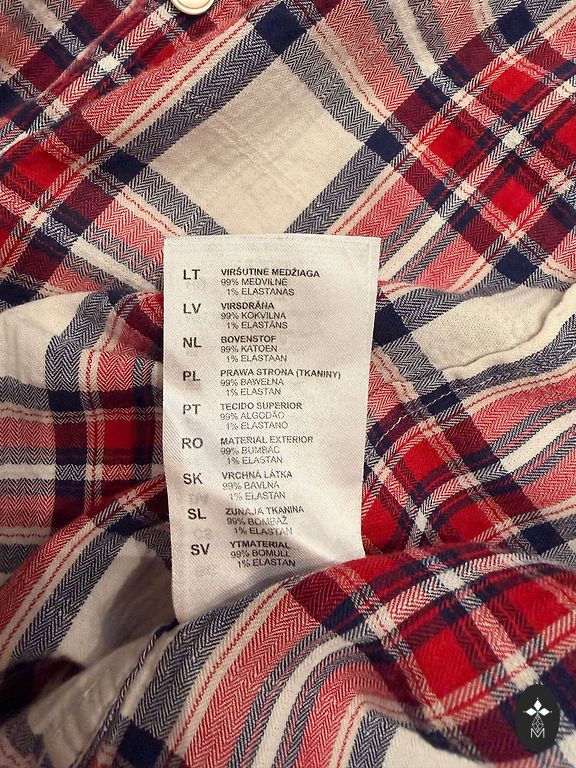 LT VIRŠUTINĖ MEDŽIAGA
99% MEDVILNĖ
1% ELASTANAS
LV VIRSDRĀNA
99% KOKVILNA
1% ELASTĀNS
NL BOVENSTOF
99% KATOEN
1% ELASTAAN
PL PRAWA STRONA (TKANINY)
99% BAWEŁNA
1% ELASTAN
PT TECIDO SUPERIOR
99% ALGODÃO
1% ELASTANO
RO MATERIAL EXTERIOR
99% BUMBAC
1% ELASTAN
SK VRCHNÁ LÁTKA
99% BAVLNA
1% ELASTAN
SL ZUNAJA TKANINA
99% BOMBAŽ
1% ELASTAN
SV YTMATERIAL
99% BOMULL
1% ELASTAN
M